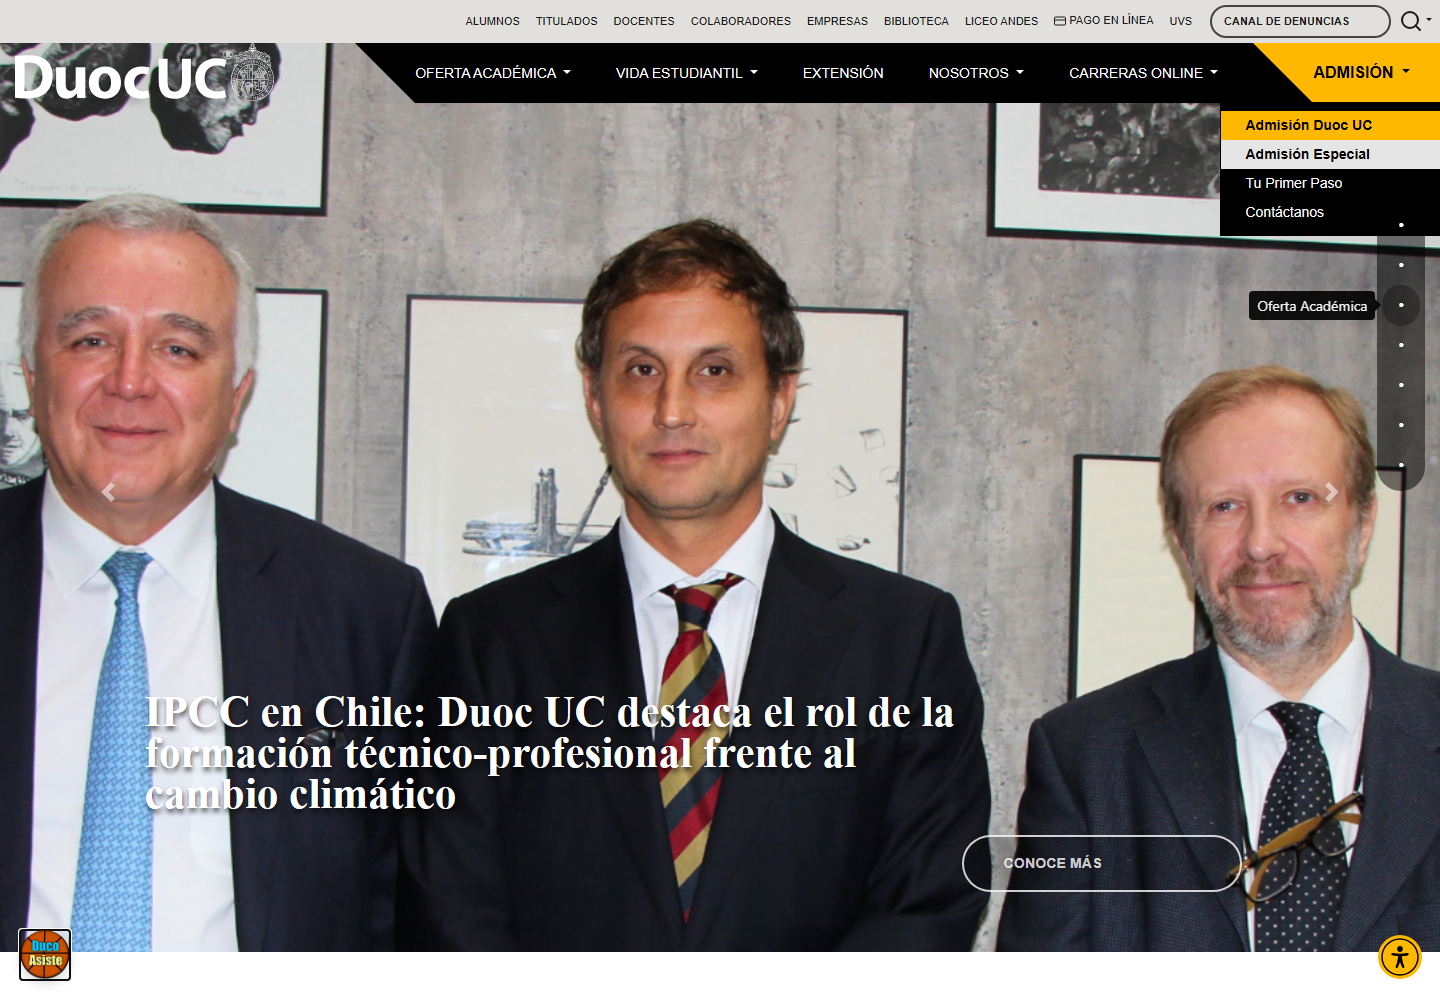 ALUMNOS TITULADOS DOCENTES COLABORADORES EMPRESAS BIBLIOTECA LICEO ANDES PAGO EN LÍNEA UVS CANAL DE DENUNCIAS
DuocUC®
OFERTA ACADÉMICA VIDA ESTUDIANTIL EXTENSIÓN NOSOTROS CARRERAS ONLINE ADMISIÓN
Admisión Duoc UC
Admisión Especial
Tu Primer Paso
Contáctanos
Oferta Académica
IPCC en Chile: Duoc UC destaca el rol de la
formación técnico-profesional frente al
cambio climático
CONOCE MÁS
Duco
Asiste